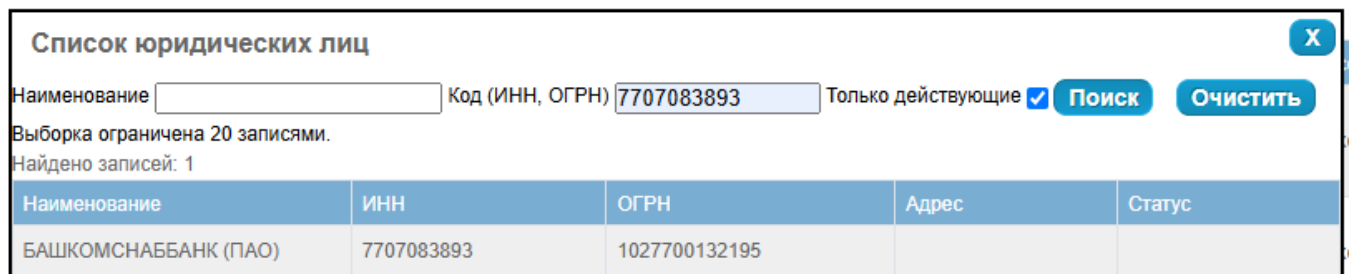 Список юридических лиц X
Наименование Код (ИНН, ОГРН) 7707083893 Только действующие Поиск Очистить
Выборка ограничена 20 записями.
Найдено записей: 1
Наименование ИНН ОГРН Адрес Статус
БАШКОМСНАББАНК (ПАО) 7707083893 1027700132195